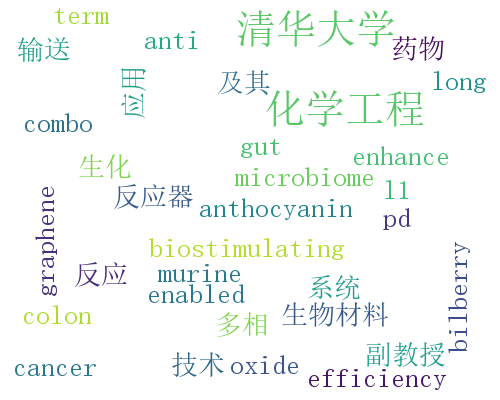 term
清华大学
输送
anti
药物
应用
及其
long
化学工程
combo
gut
enhance
生化
microbiome
l1
反应器
anthocyanin
pd
graphene
biostimulating
bilberry
反应
murine
系统
enabled
生物材料
colon
多相
副教授
cancer
技术
oxide
efficiency